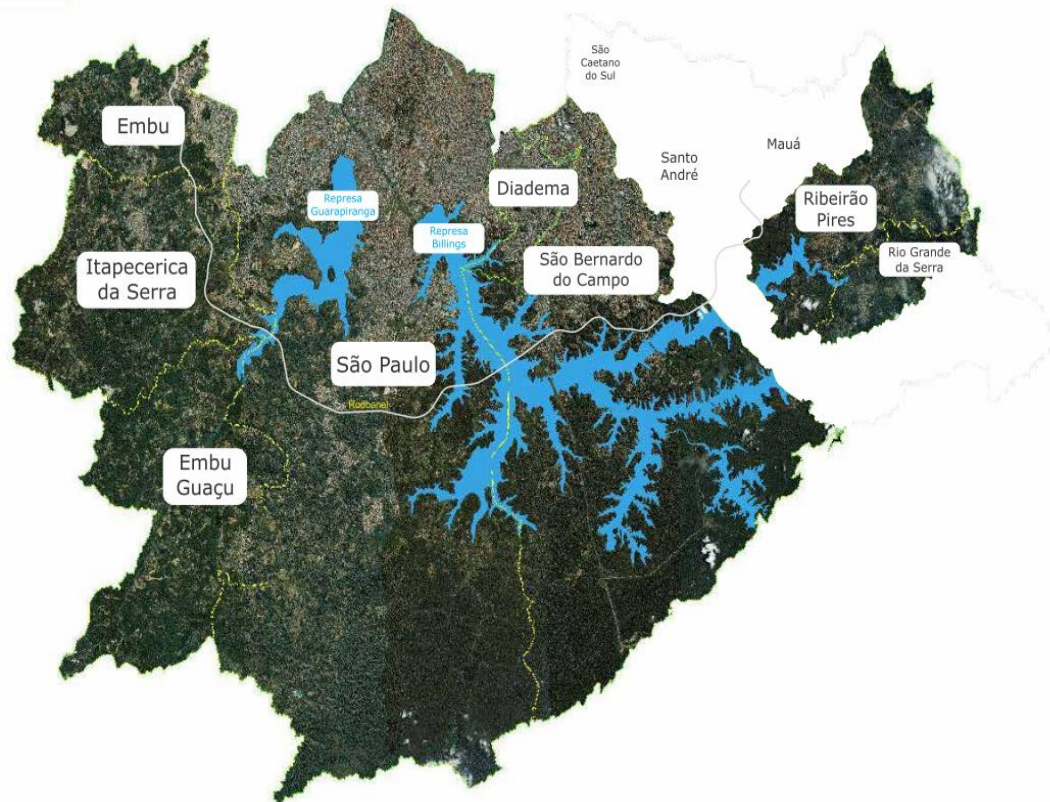 São
Caetano
do Sul
Embu
Mauá
Santo
André
Diadema
Represa
Guarapiranga
Ribeirão
Pires
Represa
Billings
Rio Grande
da Serra
Itapecerica
da Serra
São Bernardo
do Campo
São Paulo
Rodoanel
Embu
Guaçu